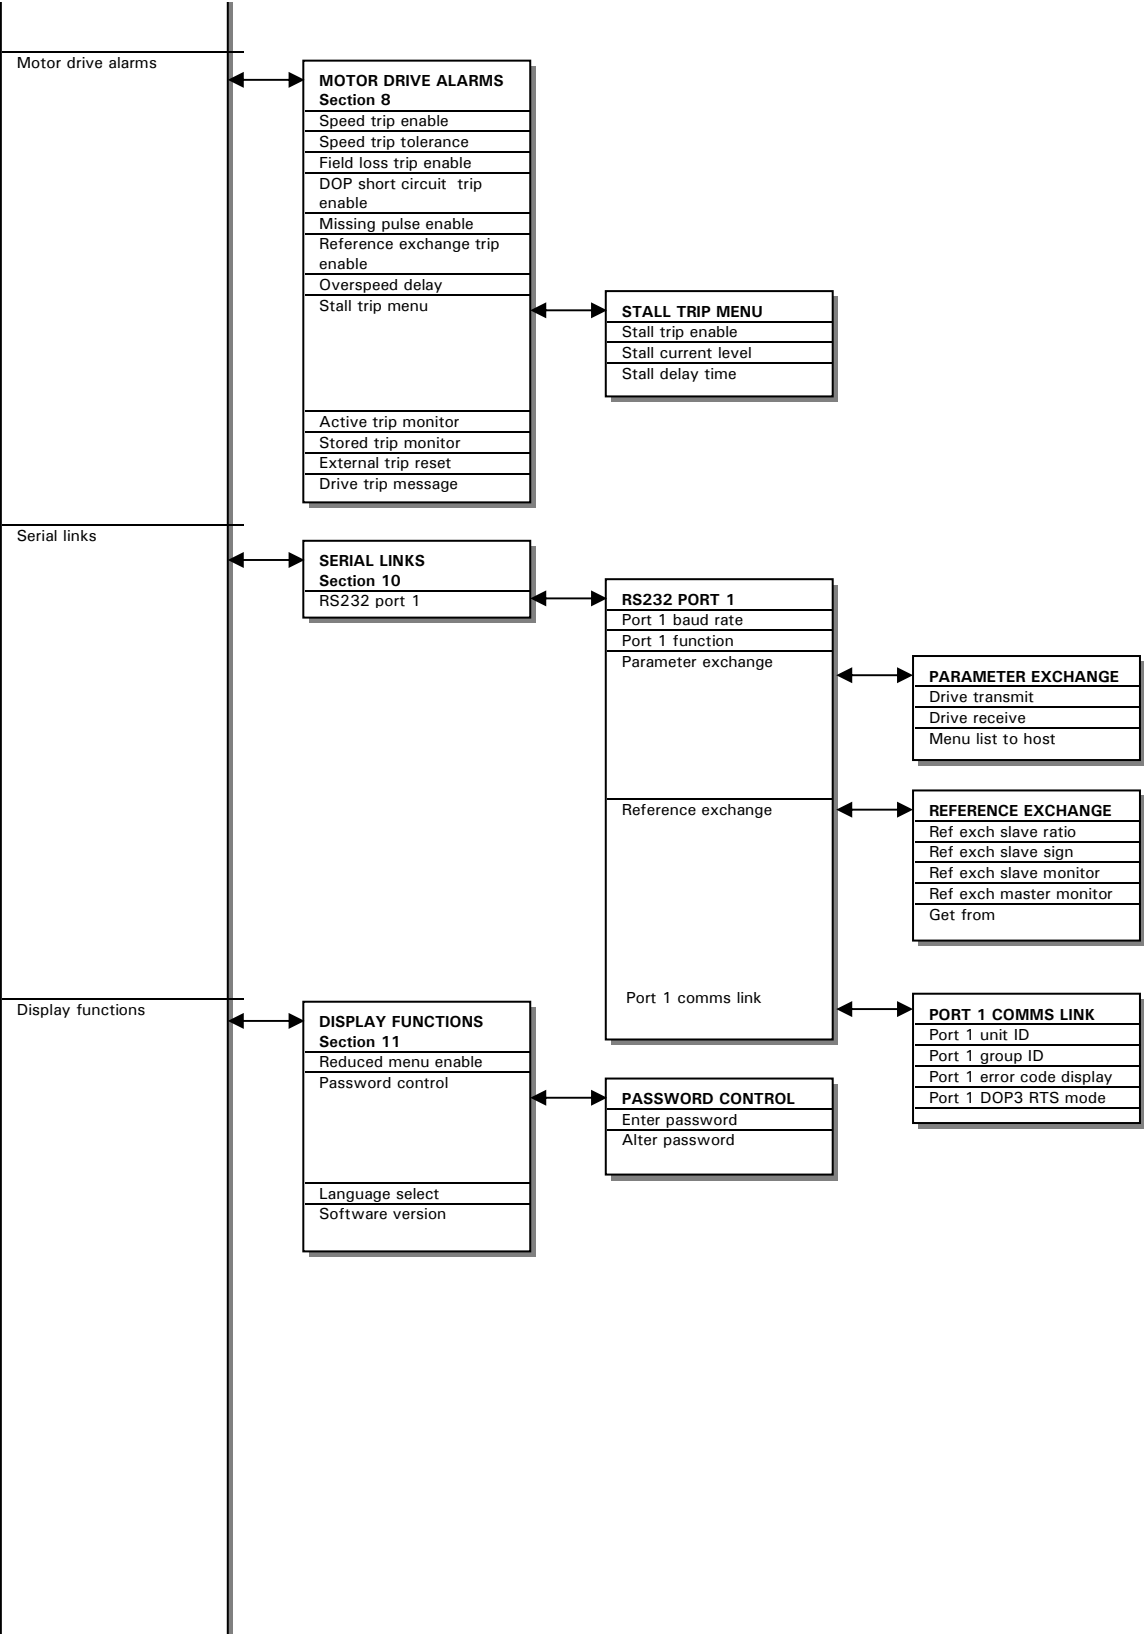 Motor drive alarms
MOTOR DRIVE ALARMS
Section 8
Speed trip enable
Speed trip tolerance
Field loss trip enable
DOP short circuit trip
enable
Missing pulse enable
Reference exchange trip
enable
Overspeed delay
Stall trip menu
STALL TRIP MENU
Stall trip enable
Stall current level
Stall delay time
Active trip monitor
Stored trip monitor
External trip reset
Drive trip message
Serial links
SERIAL LINKS
Section 10
RS232 port 1
RS232 PORT 1
Port 1 baud rate
Port 1 function
Parameter exchange
PARAMETER EXCHANGE
Drive transmit
Drive receive
Menu list to host
Reference exchange
REFERENCE EXCHANGE
Ref exch slave ratio
Ref exch slave sign
Ref exch slave monitor
Ref exch master monitor
Get from
Port 1 comms link
PORT 1 COMMS LINK
Port 1 unit ID
Port 1 group ID
Port 1 error code display
Port 1 DOP3 RTS mode
Display functions
DISPLAY FUNCTIONS
Section 11
Reduced menu enable
Password control
PASSWORD CONTROL
Enter password
Alter password
Language select
Software version